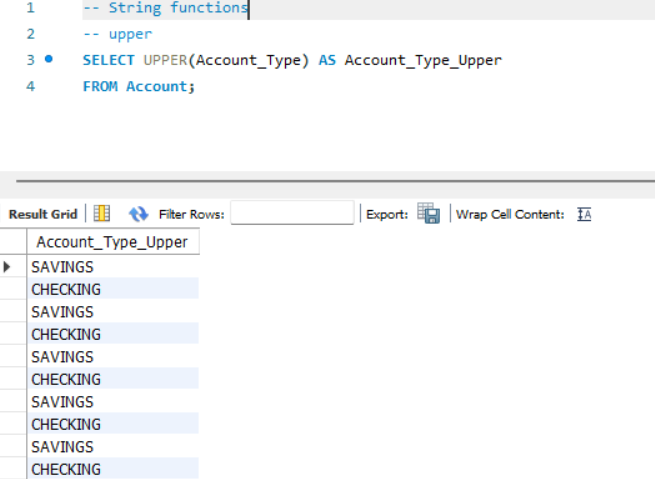 1 -- String functions
2 -- upper
3 SELECT UPPER(Account_Type) AS Account_Type_Upper
4 FROM Account;
Result Grid Filter Rows: Export: Wrap Cell Content: IA
Account_Type_Upper
SAVINGS
CHECKING
SAVINGS
CHECKING
SAVINGS
CHECKING
SAVINGS
CHECKING
SAVINGS
CHECKING